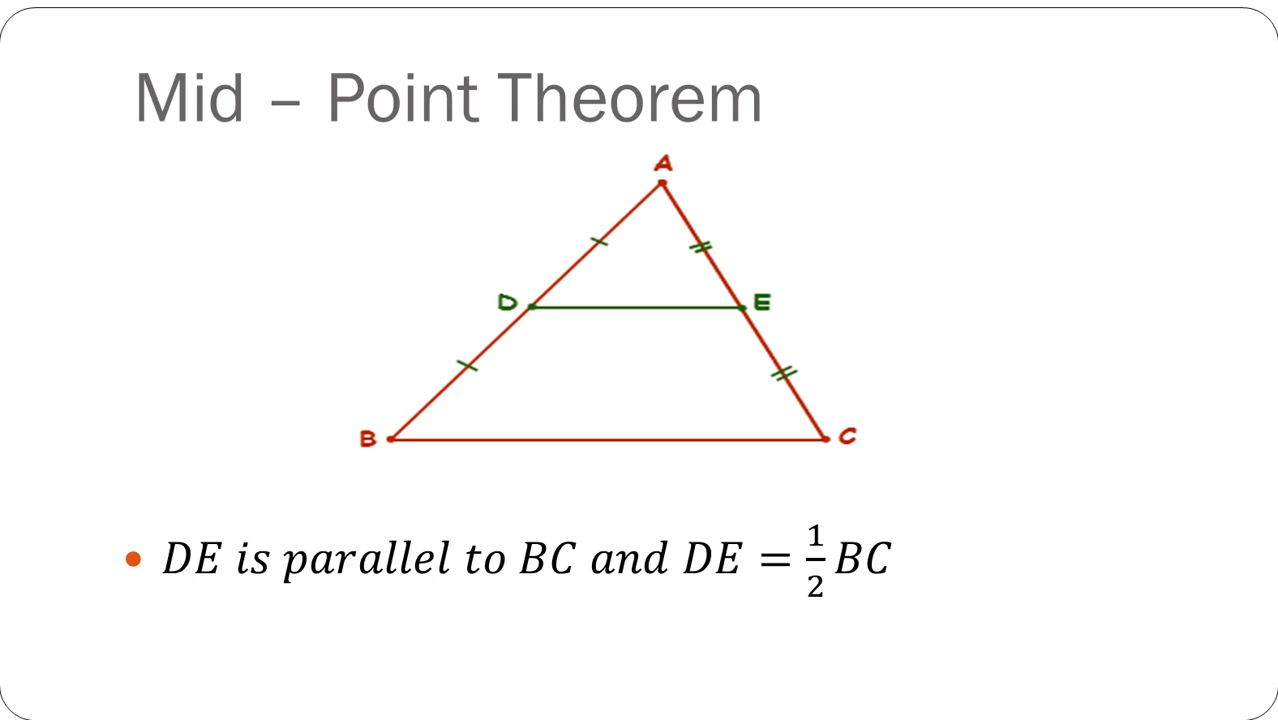 Mid – Point Theorem
A
D E
B C
• DE is parallel to BC and DE = 1/2 BC